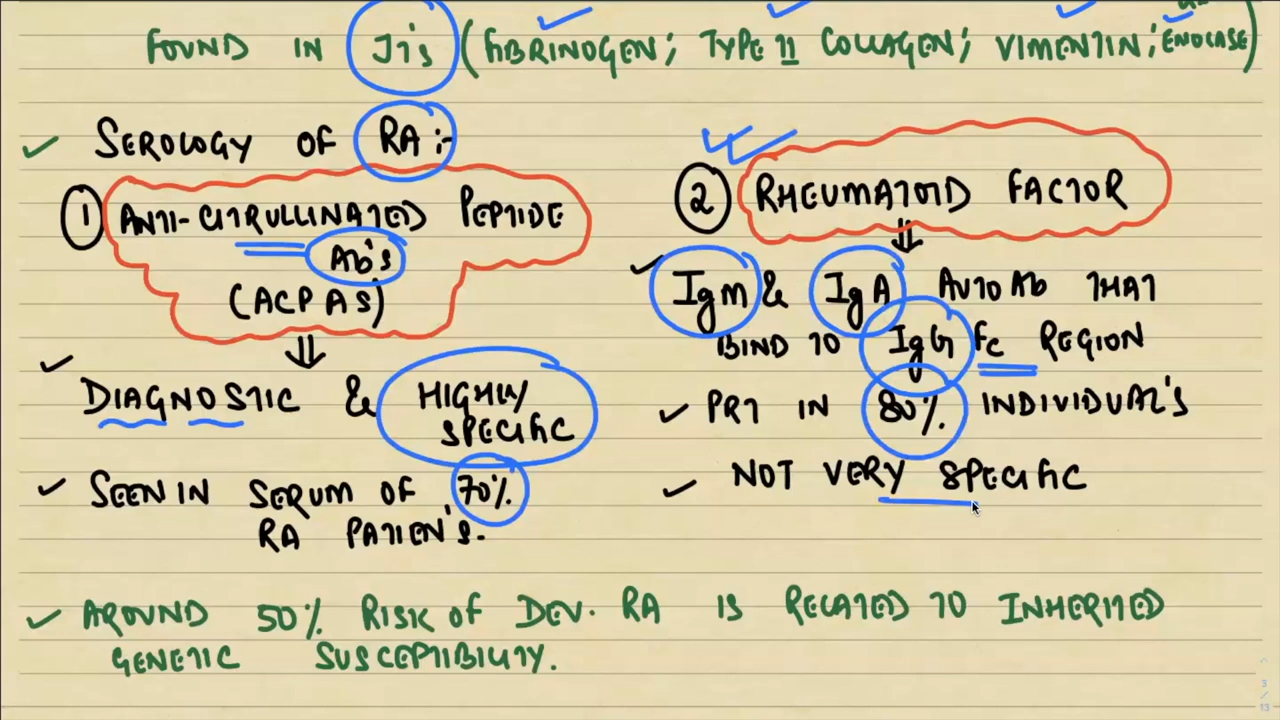 FOUND IN JT'S (FIBRINOGEN; TYPE II COLLAGEN; VIMENTIN; ENOLASE)
SEROLOGY OF RA :-
① ANTI-CITRULLINATED PEPTIDE
Ab's
(ACPAS)
⇓
DIAGNOSTIC & HIGHLY
SPECIFIC
SEEN IN SERUM OF 70%
RA PATIEN'S.
② RHEUMATOID FACTOR
⇓
IgM & IgA AUTO Ab THAT
BIND TO IgG Fc REGION
PRT IN 80% INDIVIDUAL'S
NOT VERY SPECIFIC
AROUND 50% RISK OF DEV. RA IS RELATED TO INHERITED
GENETIC SUSCEPTIBILITY.
3
/
13